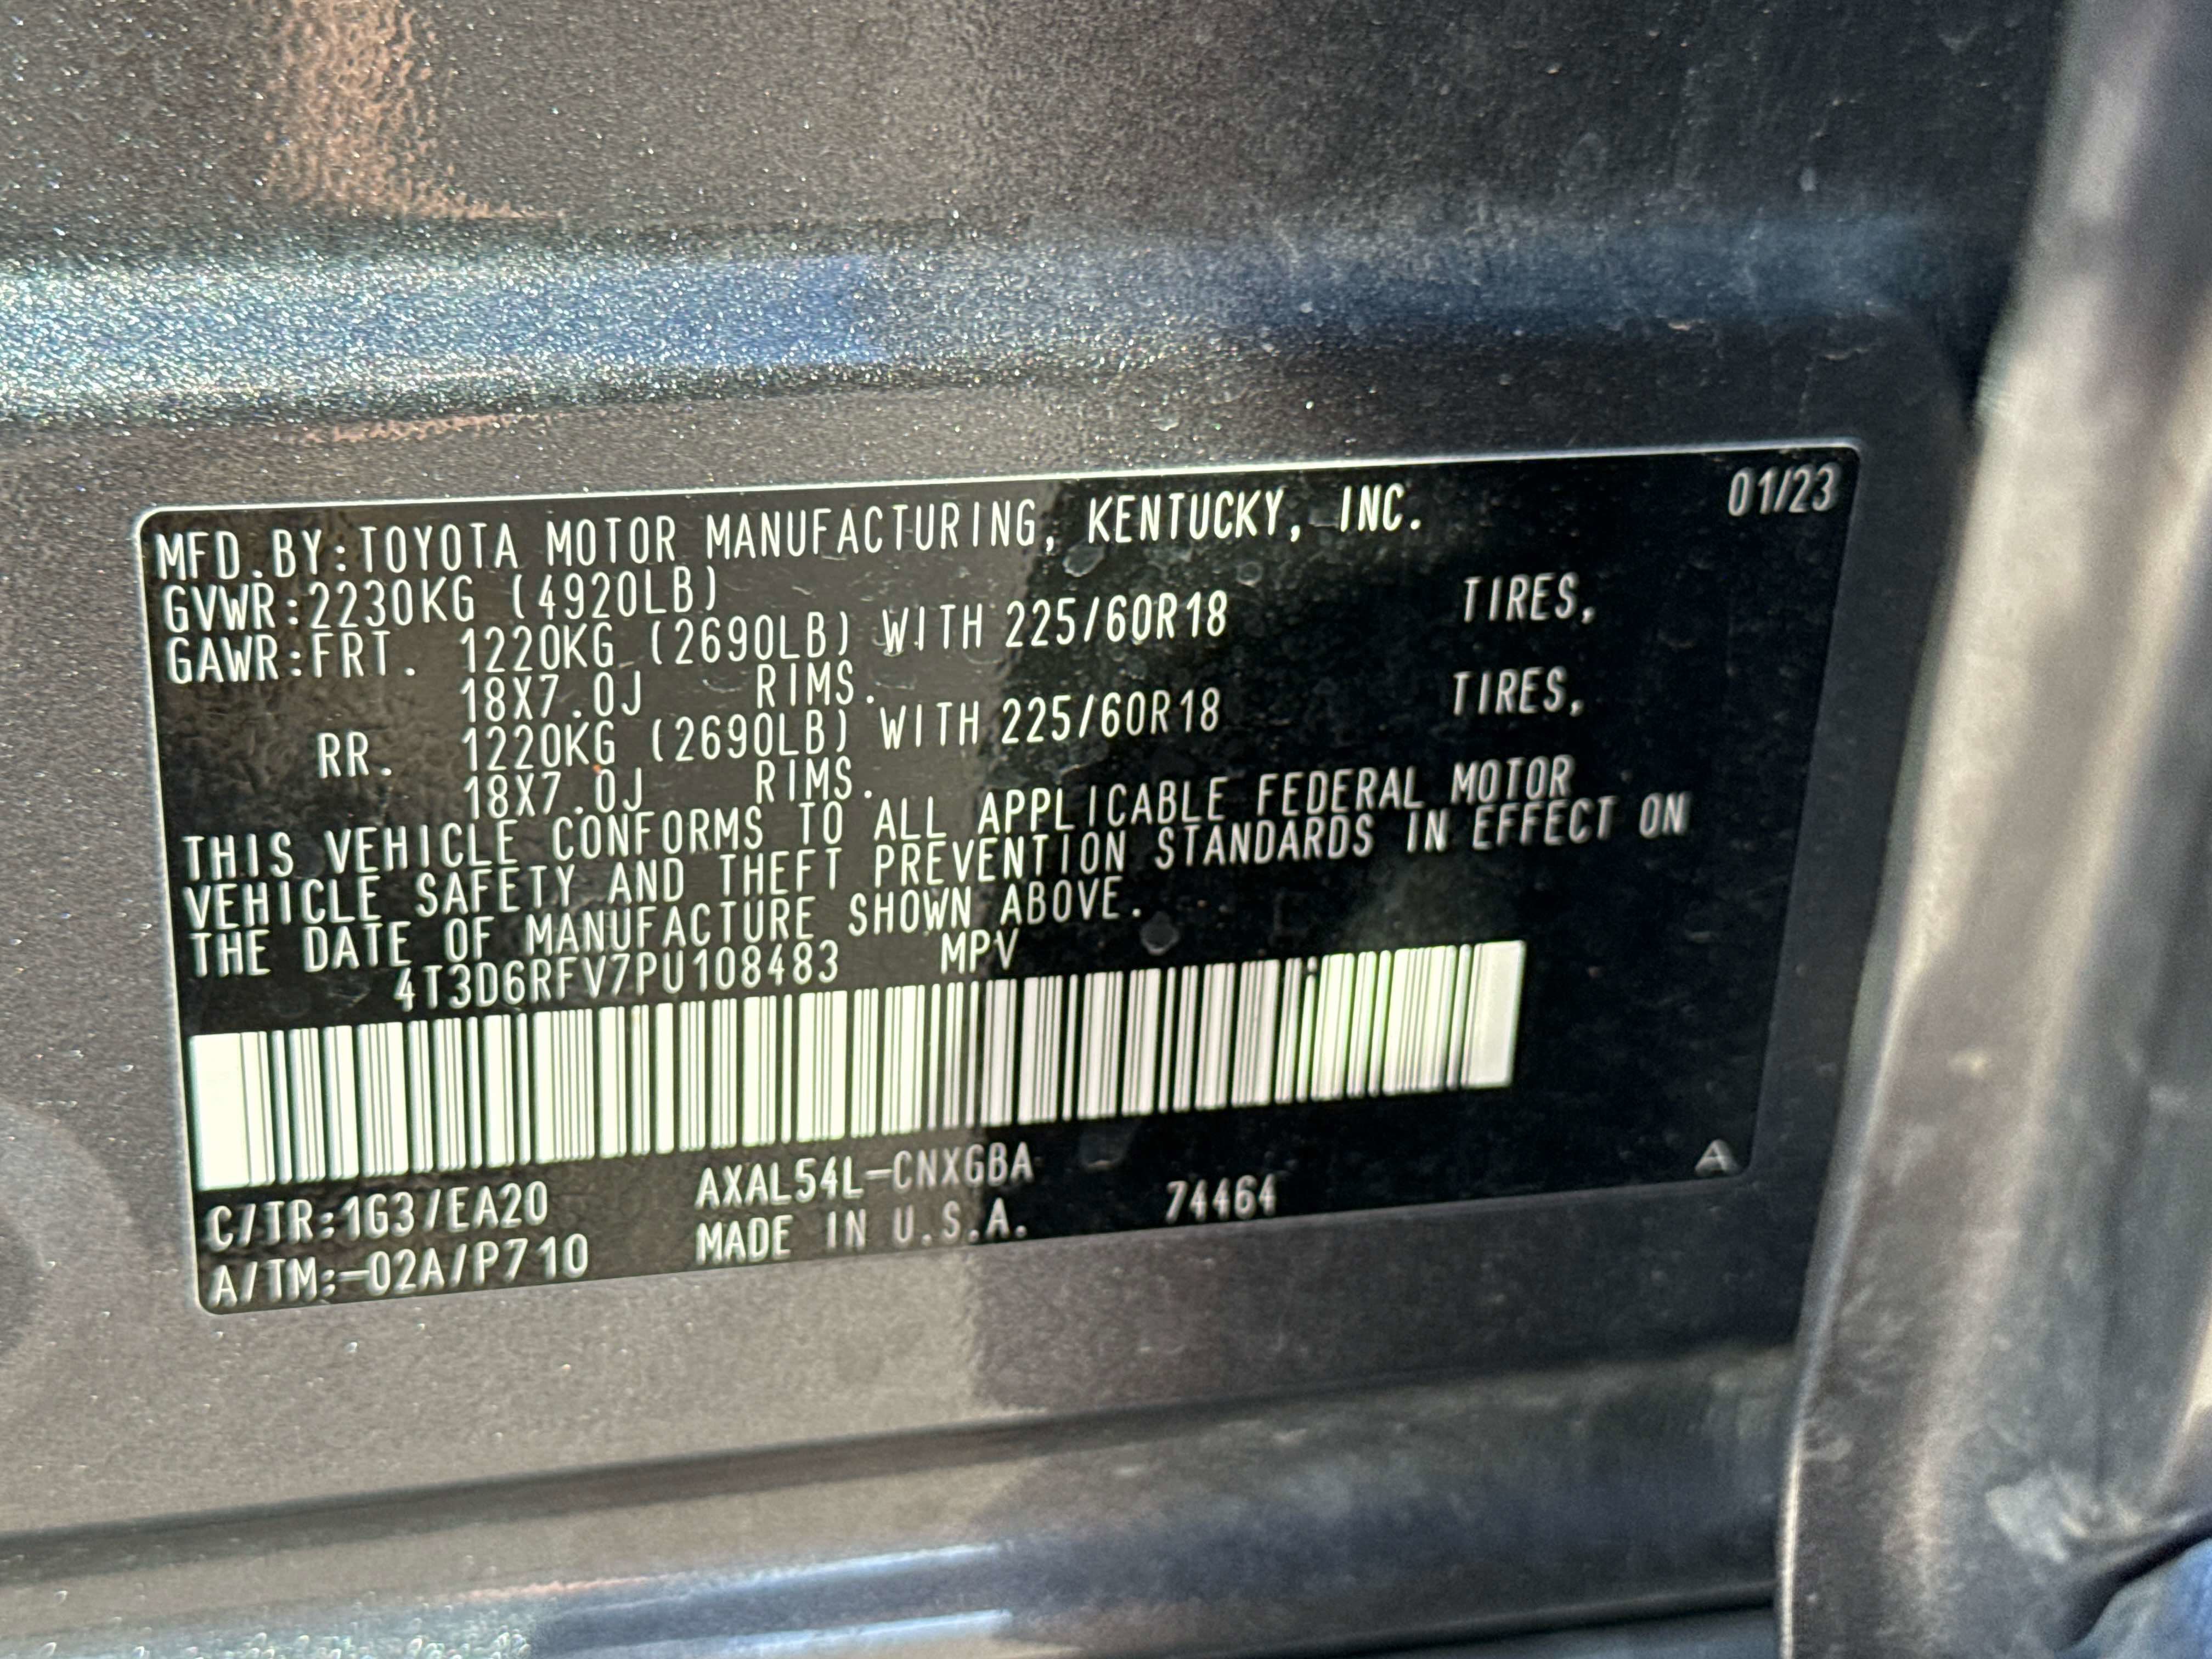 MFD.BY:TOYOTA MOTOR MANUFACTURING, KENTUCKY, INC. 01/23
GVWR:2230KG (4920LB)
GAWR:FRT. 1220KG (2690LB) WITH 225/60R18 TIRES,
18X7.0J RIMS.
RR. 1220KG (2690LB) WITH 225/60R18 TIRES,
18X7.0J RIMS.
THIS VEHICLE CONFORMS TO ALL APPLICABLE FEDERAL MOTOR
VEHICLE SAFETY AND THEFT PREVENTION STANDARDS IN EFFECT ON
THE DATE OF MANUFACTURE SHOWN ABOVE.
4T3D6RFV7PU108483 MPV
C/TR:1G3/EA20 AXAL54L-CNXGBA A
A/TM:-02A/P710 MADE IN U.S.A. 74464